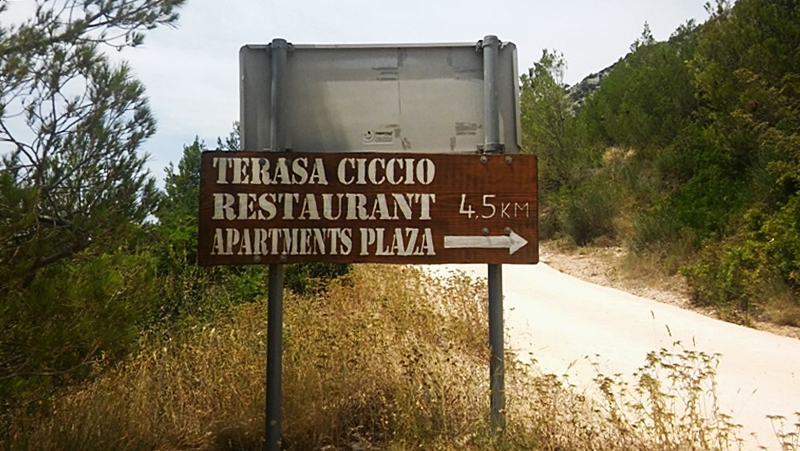 TERASA CICCIO
RESTAURANT 4.5 KM
APARTMENTS PLAZA